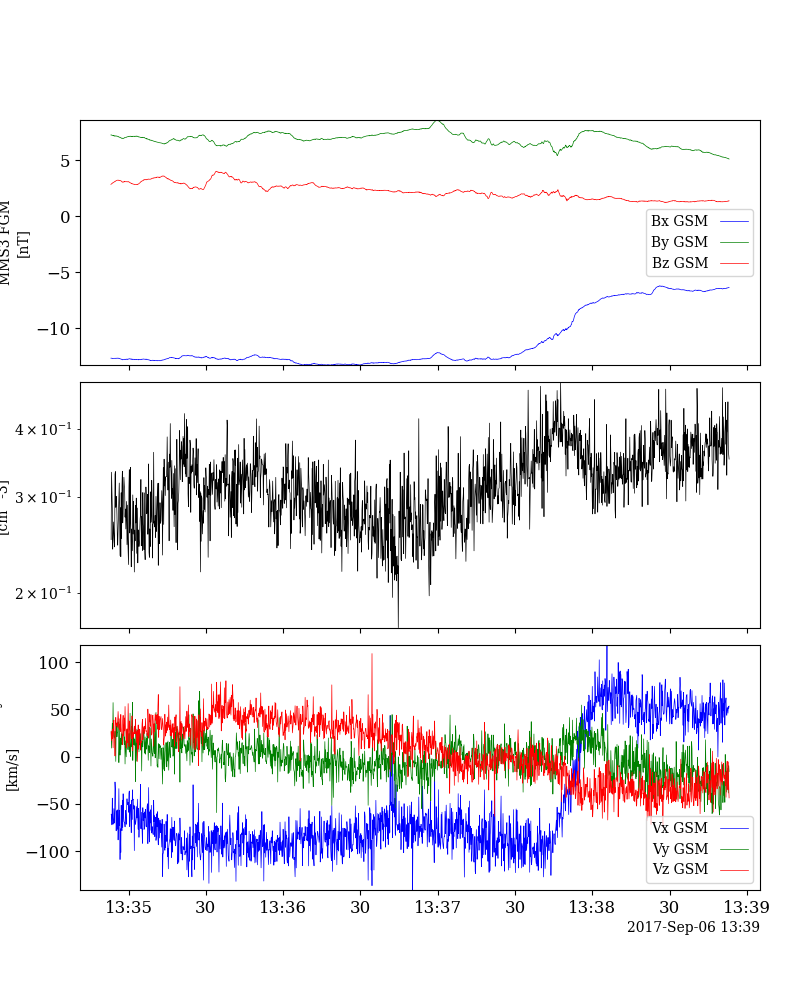 5
0
−5
−10
MMS3 FGM
[nT]
Bx GSM
By GSM
Bz GSM
4 × 10⁻¹
3 × 10⁻¹
2 × 10⁻¹
100
50
0
−50
−100
[km/s]
Vx GSM
Vy GSM
Vz GSM
13:35 30 13:36 30 13:37 30 13:38 30 13:39
2017-Sep-06 13:39